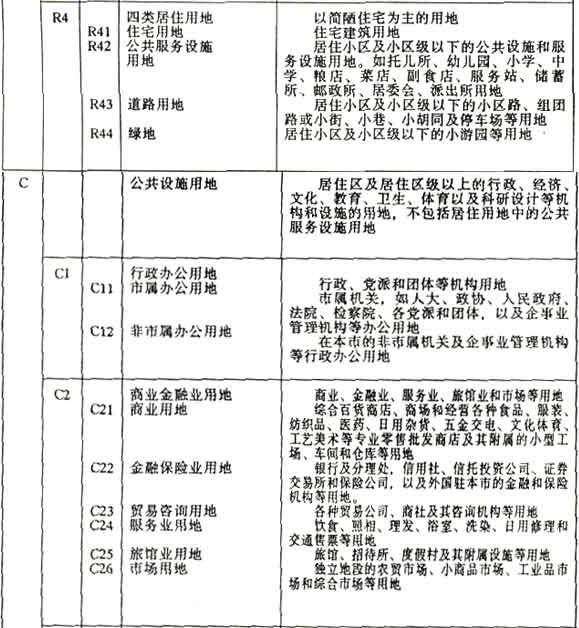 R4 四类居住用地 以简陋住宅为主的用地
R41 住宅用地 住宅建筑用地
R42 公共服务设施 居住小区及小区级以下的公共设施和服
用地 务设施用地。如托儿所、幼儿园、小学、中
学、粮店、菜店、副食店、服务站、储蓄
所、邮政所、居委会、派出所用地
R43 道路用地 居住小区及小区级以下的小区路、组团
路或小街、小巷、小胡同及停车场等用地
R44 绿地 居住小区及小区级以下的小游园等用地
C 公共设施用地 居住区及居住区级以上的行政、经济、
文化、教育、卫生、体育以及科研设计等机
构和设施的用地，不包括居住用地中的公共
服务设施用地
C1 行政办公用地 行政、党派和团体等机构用地
C11 市属办公用地 市属机关，如人大、政协、人民政府、
法院、检察院、各党派和团体，以及企事业
管理机构等办公用地
C12 非市属办公用地 在本市的非市属机关及企事业管理机构
等行政办公用地
C2 商业金融业用地 商业、金融业、服务业、旅馆业和市场等用地
C21 商业用地 综合百货商店、商场和经营各种食品、服装、
纺织品、医药、日用杂货、五金交电、文化体育、
工艺美术等专业零售批发商店及其附属的小型工
场、车间和仓库等用地
C22 金融保险业用地 银行及分理处、信用社、信托投资公司、证券
交易所和保险公司，以及外国驻本市的金融和保险
机构等用地。
C23 贸易咨询用地 各种贸易公司、商社及其咨询机构等用地
C24 服务业用地 饮食、照相、理发、浴室、洗染、日用修理和
交通售票等用地
C25 旅馆业用地 旅馆、招待所、度假村及其附属设施等用地
C26 市场用地 独立地段的农贸市场、小商品市场、工业品市
场和综合市场等用地